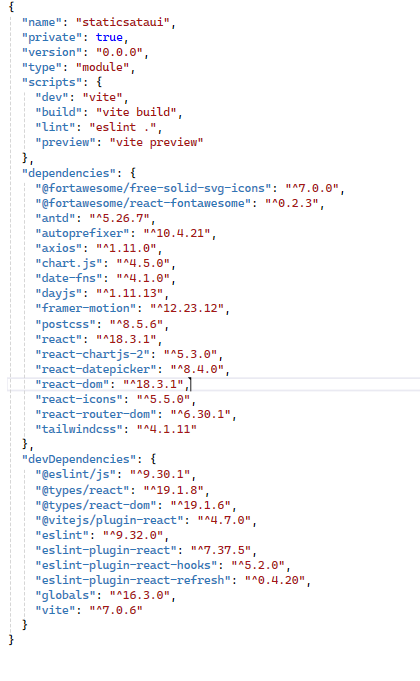 {
"name": "staticsataui",
"private": true,
"version": "0.0.0",
"type": "module",
"scripts": {
"dev": "vite",
"build": "vite build",
"lint": "eslint .",
"preview": "vite preview"
},
"dependencies": {
"@fortawesome/free-solid-svg-icons": "^7.0.0",
"@fortawesome/react-fontawesome": "^0.2.3",
"antd": "^5.26.7",
"autoprefixer": "^10.4.21",
"axios": "^1.11.0",
"chart.js": "^4.5.0",
"date-fns": "^4.1.0",
"dayjs": "^1.11.13",
"framer-motion": "^12.23.12",
"postcss": "^8.5.6",
"react": "^18.3.1",
"react-chartjs-2": "^5.3.0",
"react-datepicker": "^8.4.0",
"react-dom": "^18.3.1",
"react-icons": "^5.5.0",
"react-router-dom": "^6.30.1",
"tailwindcss": "^4.1.11"
},
"devDependencies": {
"@eslint/js": "^9.30.1",
"@types/react": "^19.1.8",
"@types/react-dom": "^19.1.6",
"@vitejs/plugin-react": "^4.7.0",
"eslint": "^9.32.0",
"eslint-plugin-react": "^7.37.5",
"eslint-plugin-react-hooks": "^5.2.0",
"eslint-plugin-react-refresh": "^0.4.20",
"globals": "^16.3.0",
"vite": "^7.0.6"
}
}